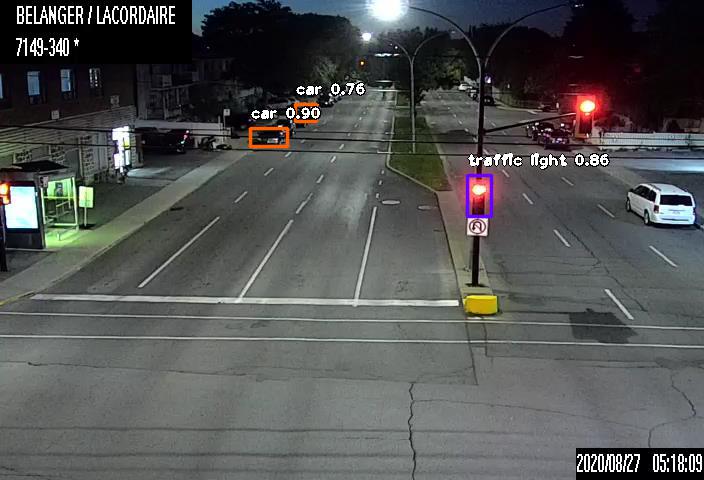 BELANGER / LACORDAIRE
7149-340 *
car 0.76
car 0.90
traffic light 0.86
2020/08/27 05:18:09